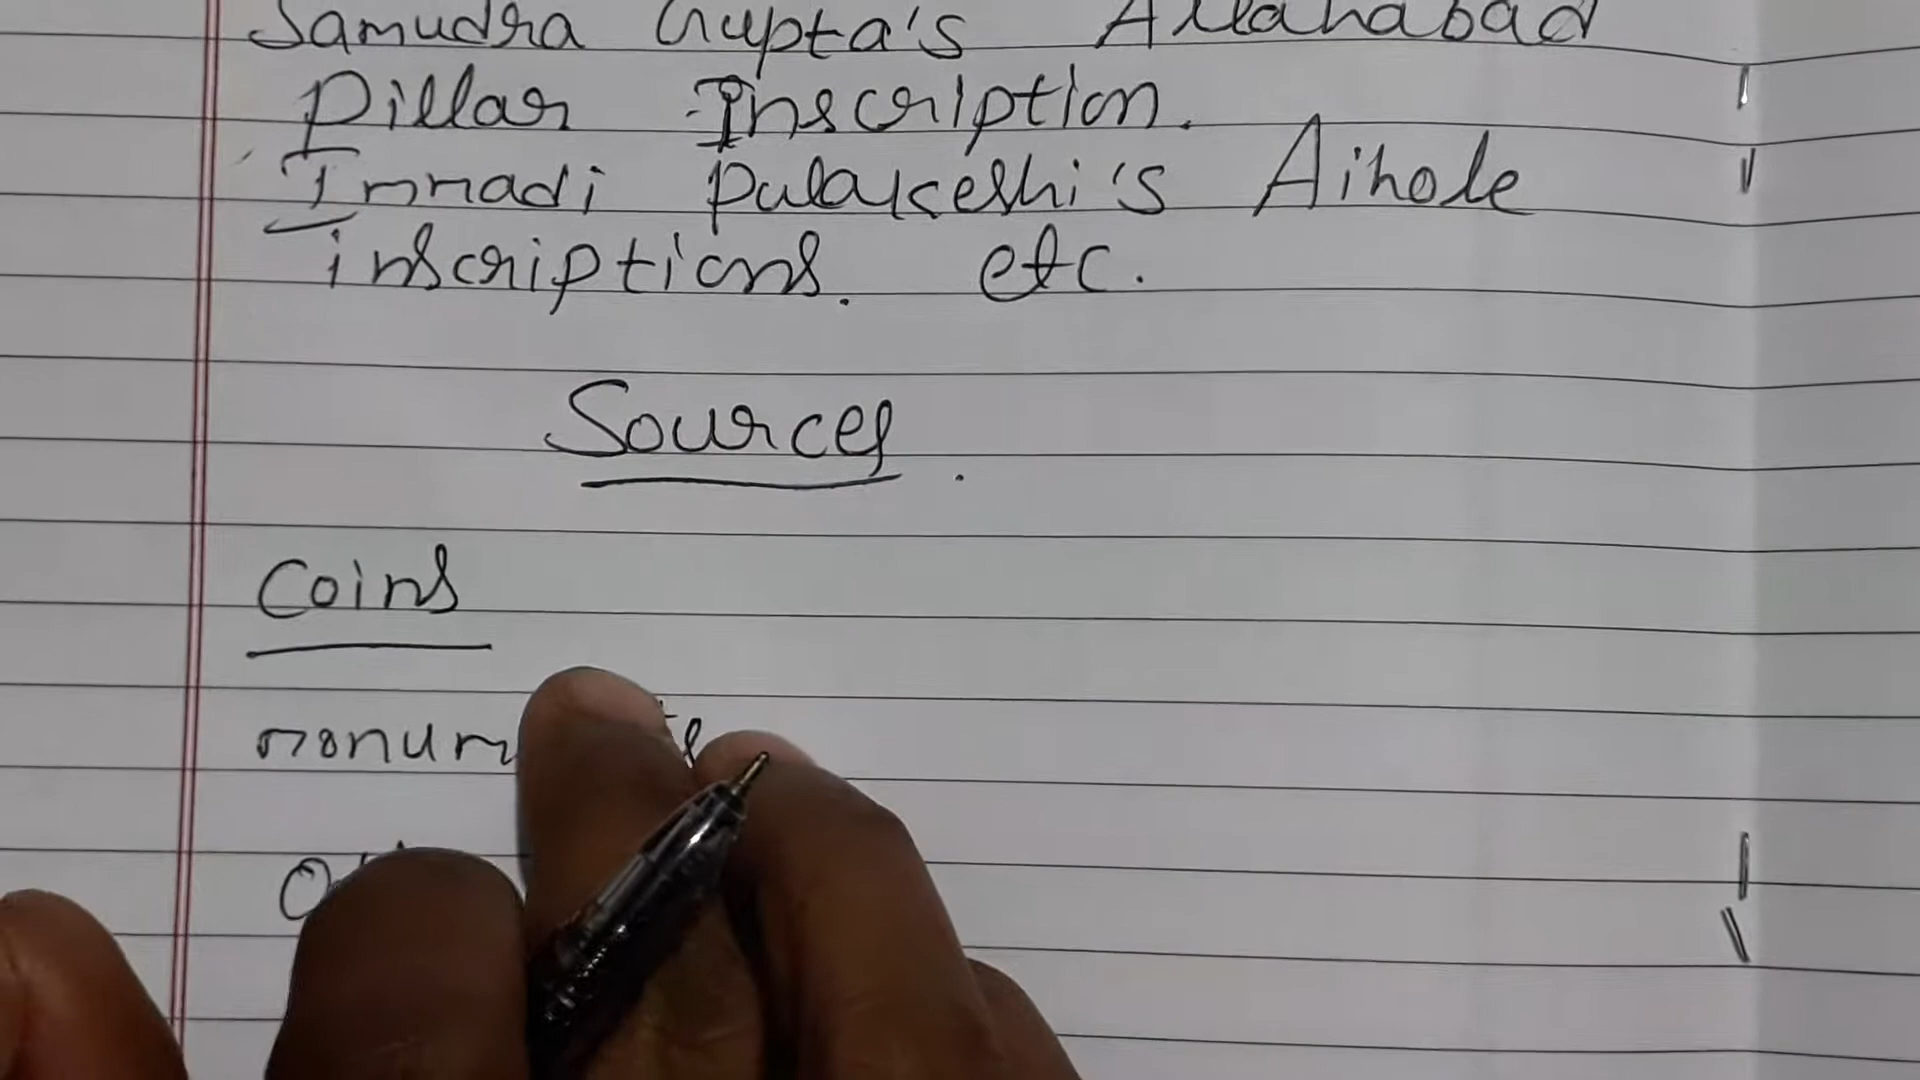 Samudra Gupta's Allahabad
Pillar Inscription.
Immadi Pulakeshi's Aihole
inscriptions. etc.
Sources.
Coins